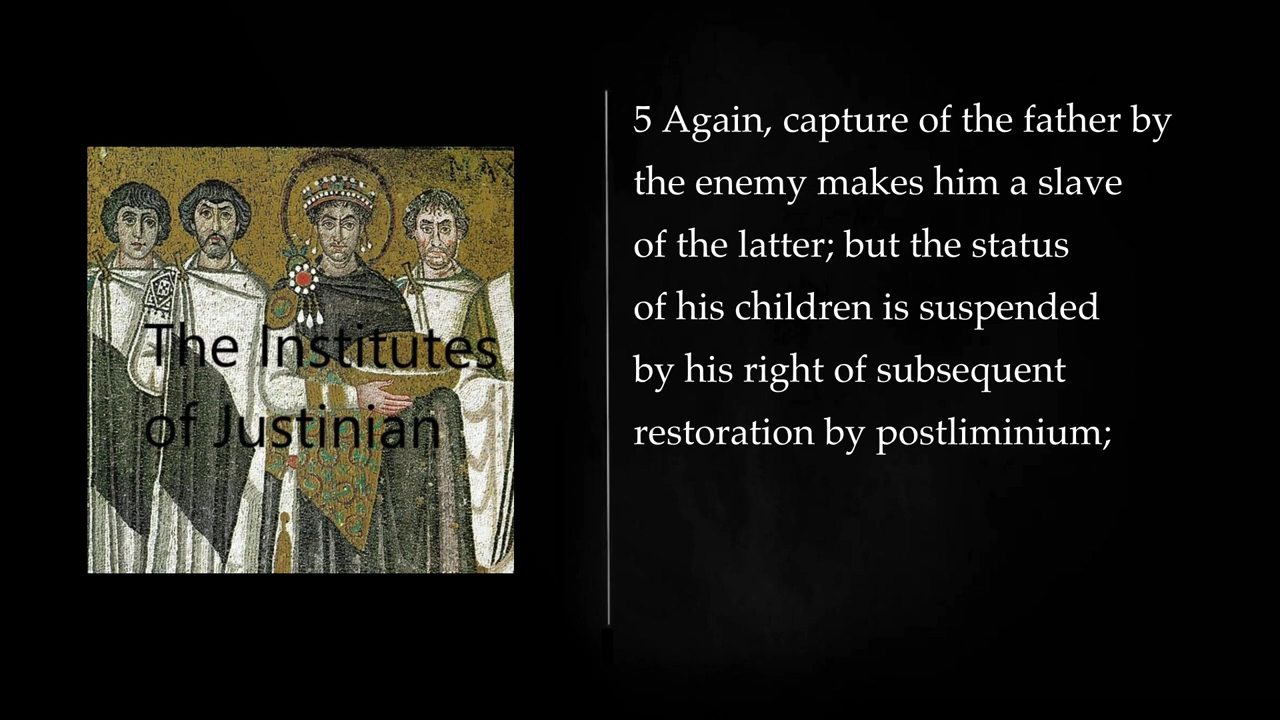 MAX
The Institutes
of Justinian
5 Again, capture of the father by
the enemy makes him a slave
of the latter; but the status
of his children is suspended
by his right of subsequent
restoration by postliminium;